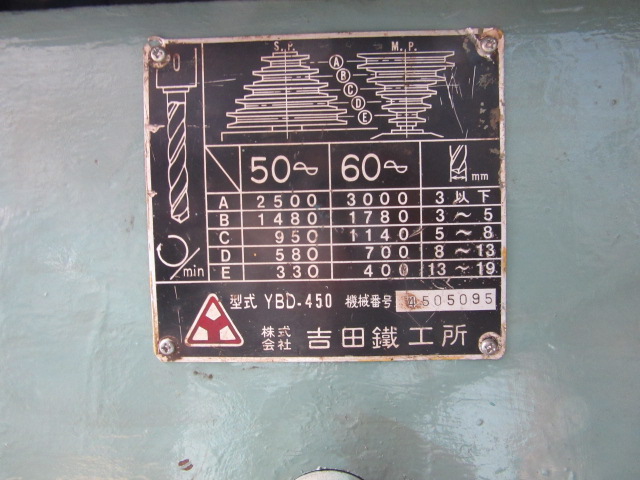 S.P. M.P.
A
B
C
D
E
50~ 60~ mm
A 2500 3000 3 以下
B 1480 1780 3 ~ 5
C 950 1140 5 ~ 8
D 580 700 8 ~ 13
E 330 400 13 ~ 19
/min
型式 YBD-450 機械番号 4505095
株式会社 吉田鐵工所